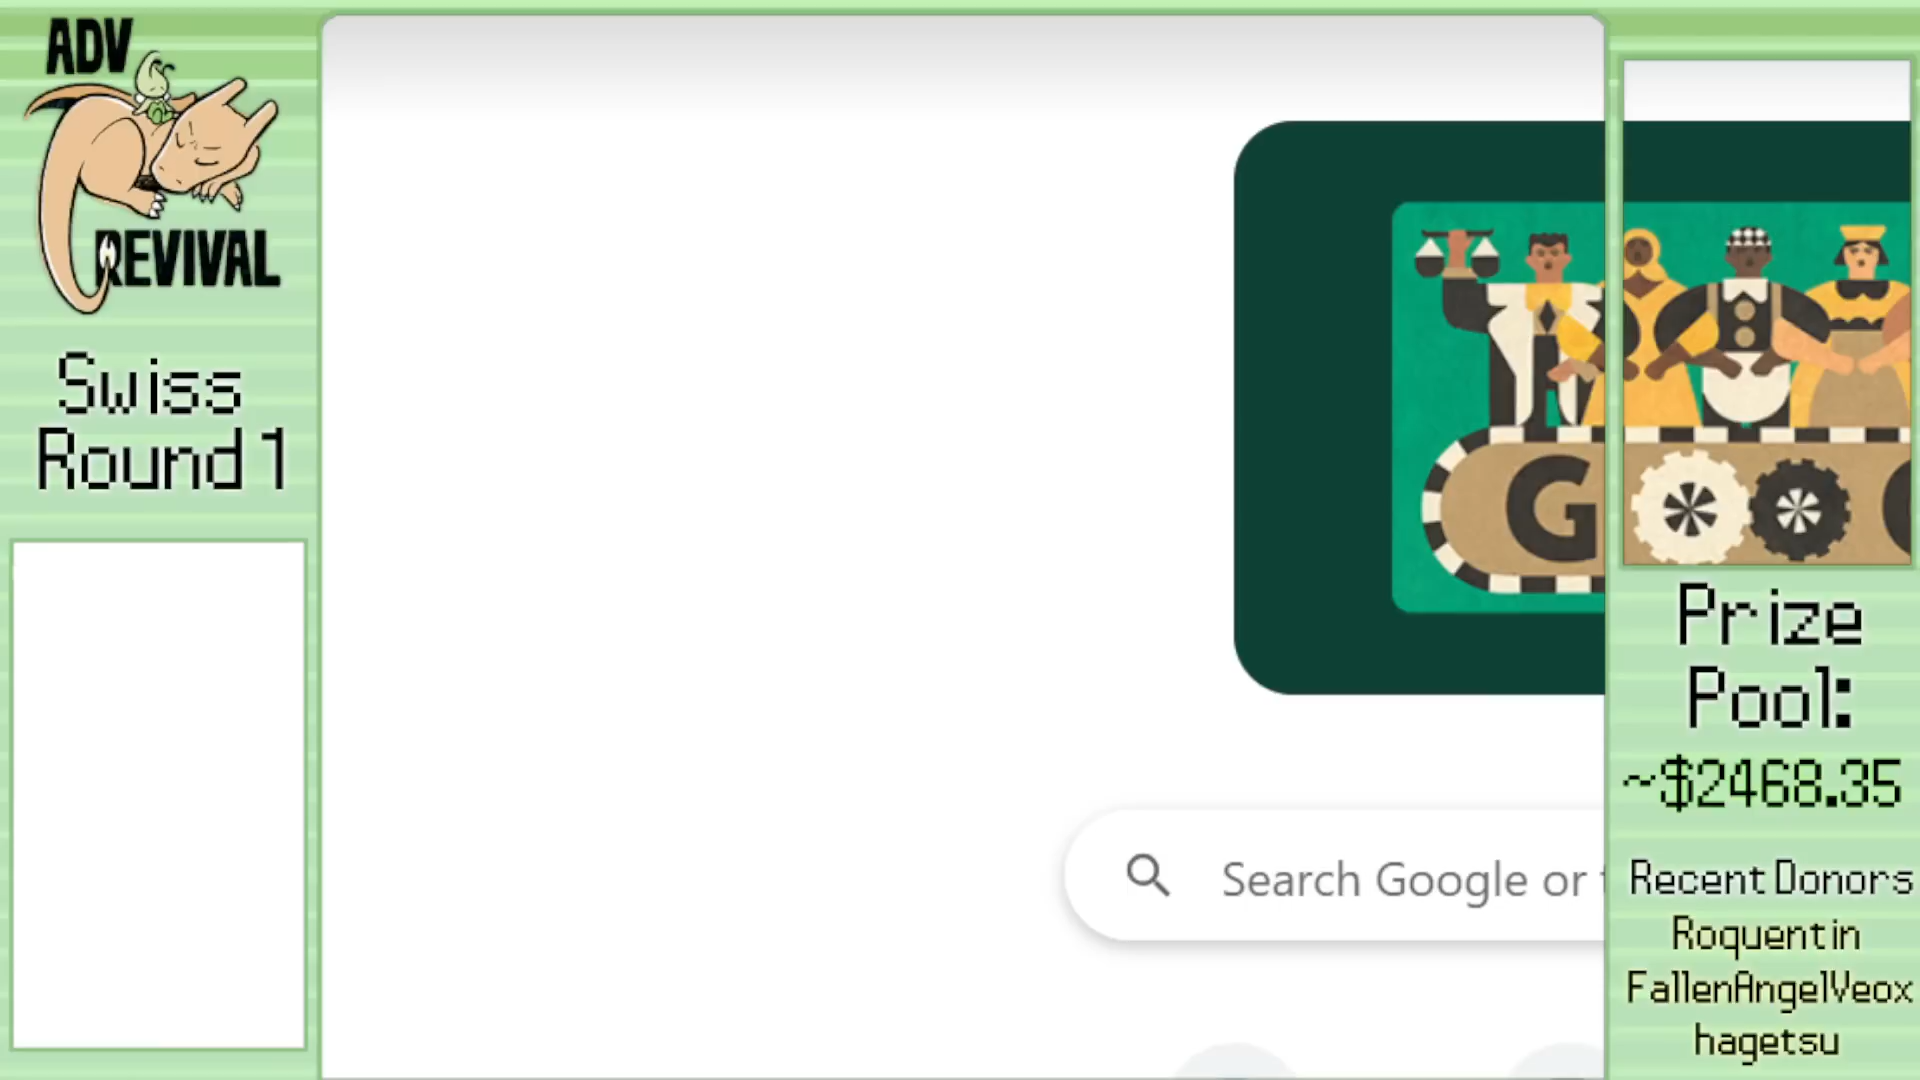 ADV
REVIVAL
Swiss
Round 1
G
Search Google or
Prize
Pool:
~$2468.35
Recent Donors
Roquentin
FallenAngelVeox
hagetsu